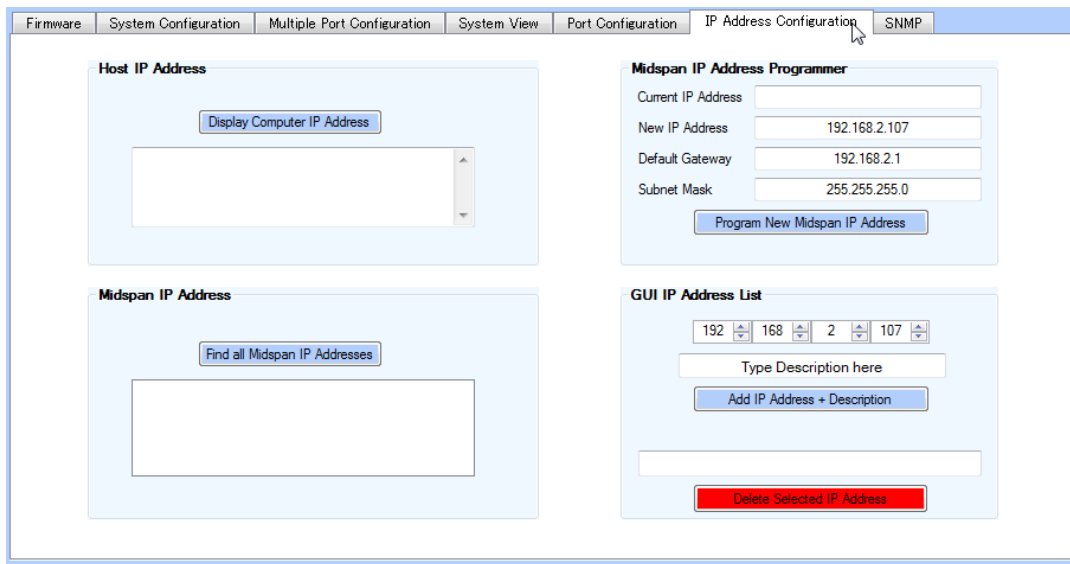 Firmware
System Configuration
Multiple Port Configuration
System View
Port Configuration
IP Address Configuration
SNMP
Host IP Address
Display Computer IP Address
Midspan IP Address Programmer
Current IP Address
New IP Address 192.168.2.107
Default Gateway 192.168.2.1
Subnet Mask 255.255.255.0
Program New Midspan IP Address
Midspan IP Address
Find all Midspan IP Addresses
GUI IP Address List
192 168 2 107
Type Description here
Add IP Address + Description
Delete Selected IP Address